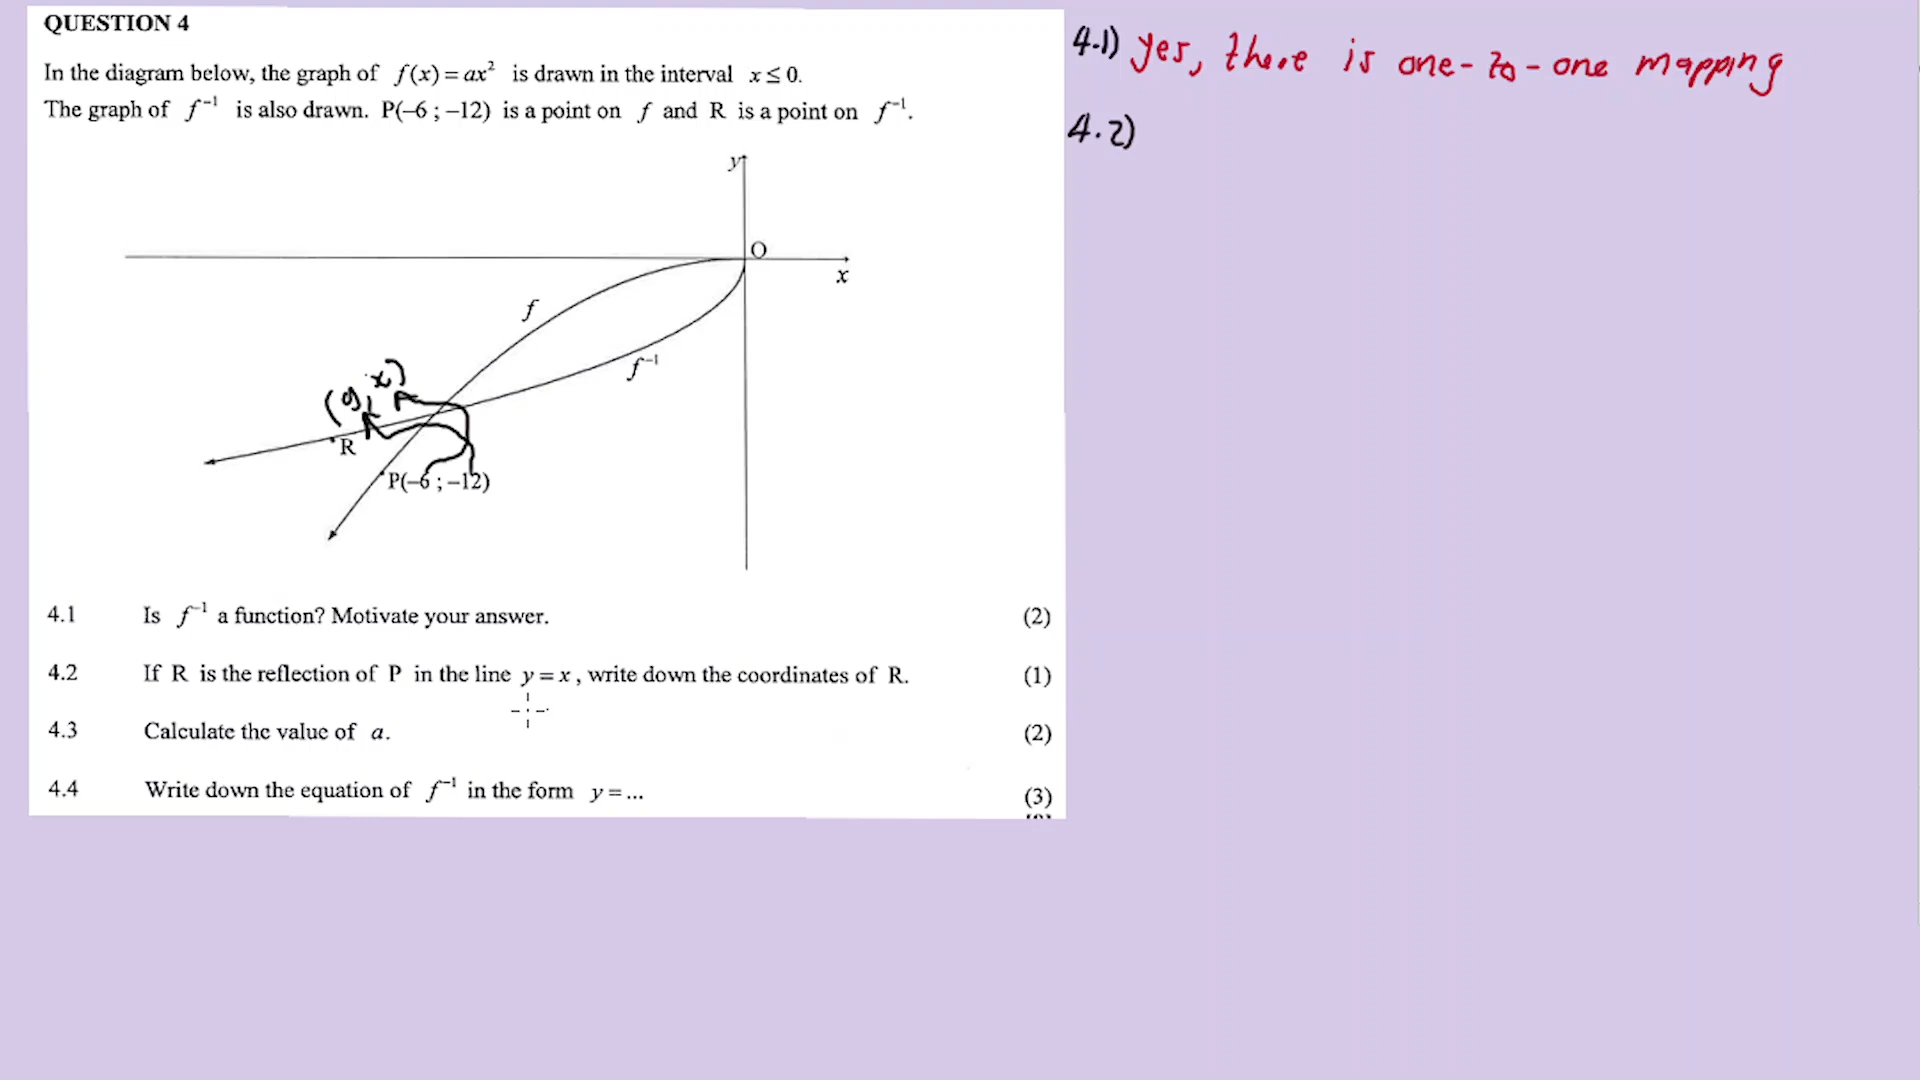 QUESTION 4
In the diagram below, the graph of f(x) = ax² is drawn in the interval x ≤ 0.
The graph of f⁻¹ is also drawn. P(–6 ; –12) is a point on f and R is a point on f⁻¹.
y
O
x
f
f⁻¹
(y; x)
R
P(–6 ; –12)
4.1 Is f⁻¹ a function? Motivate your answer. (2)
4.2 If R is the reflection of P in the line y = x, write down the coordinates of R. (1)
4.3 Calculate the value of a. (2)
4.4 Write down the equation of f⁻¹ in the form y = ... (3)
4.1) yes, there is one-to-one mapping
4.2)